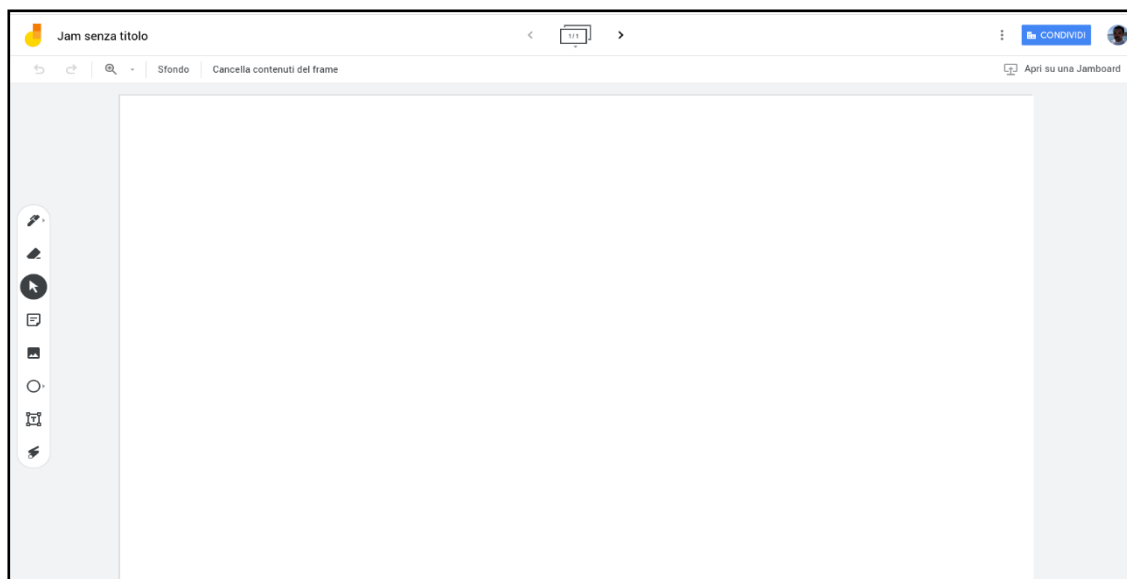 Jam senza titolo
1/1
CONDIVIDI
Sfondo
Cancella contenuti del frame
Apri su una Jamboard
T